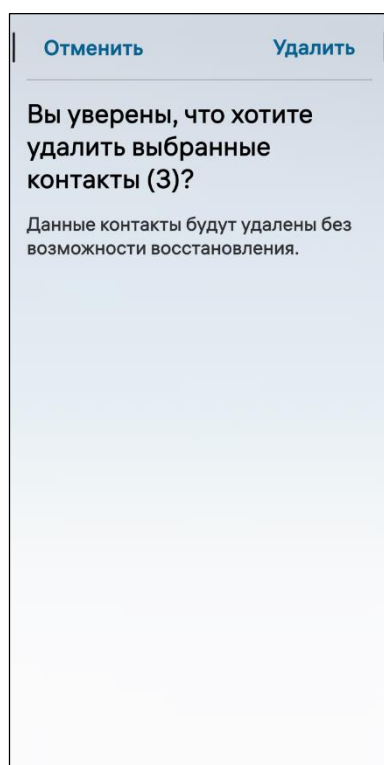 Отменить Удалить
Вы уверены, что хотите
удалить выбранные
контакты (3)?
Данные контакты будут удалены без
возможности восстановления.